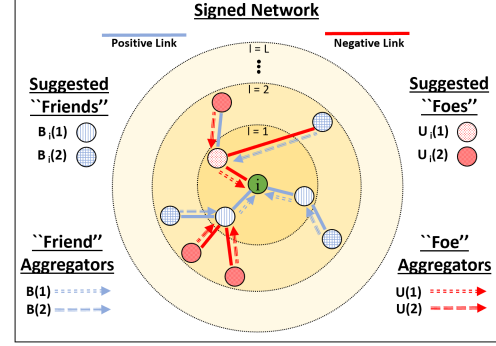 Signed Network
Positive Link
Negative Link
l = L
l = 2
l = 1
i
Suggested
``Friends''
B i(1)
B i(2)
Suggested
``Foes''
U i(1)
U i(2)
``Friend''
Aggregators
B(1)
B(2)
``Foe''
Aggregators
U(1)
U(2)